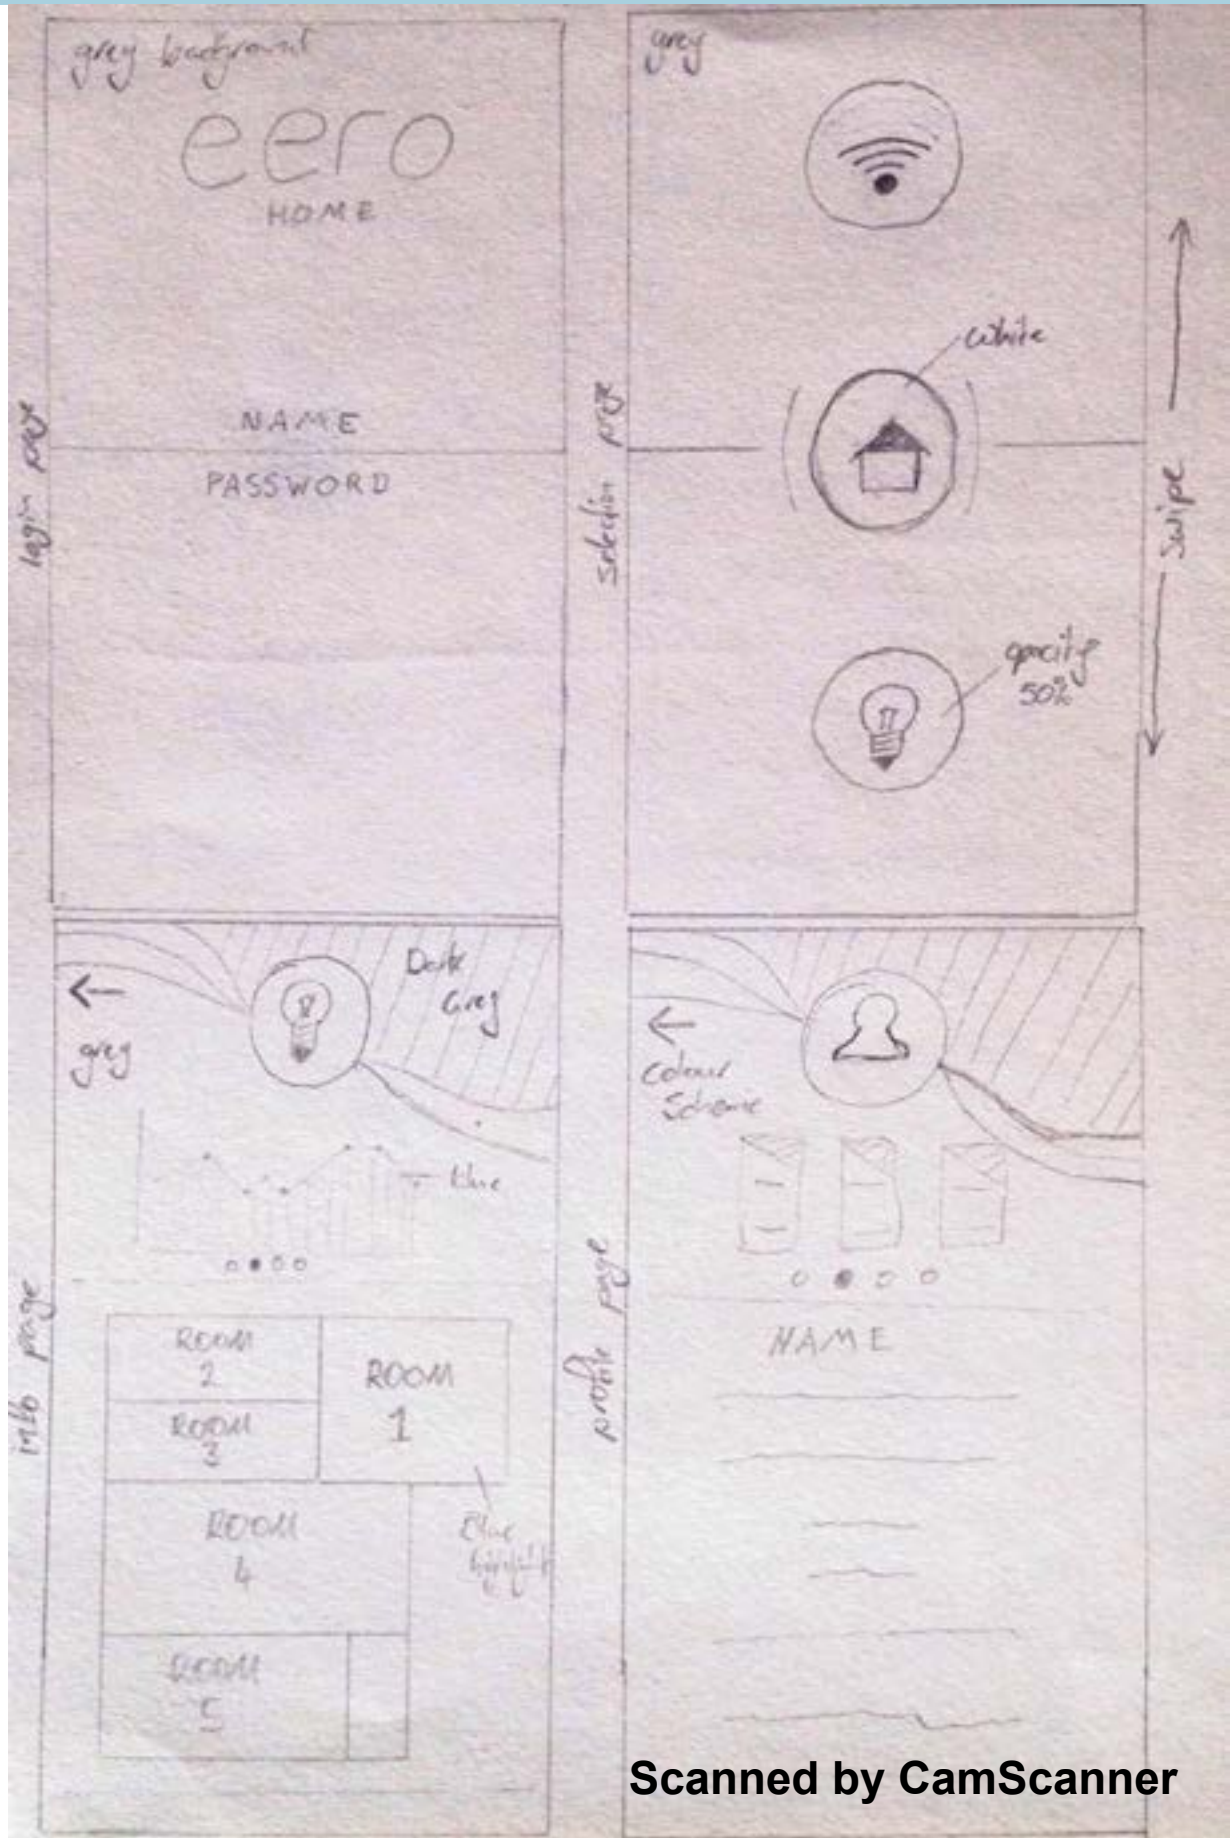 grey background
eero
HOME
NAME
PASSWORD
login page
grey
White
opacity
50%
selection page
Swipe
Dark
Grey
grey
blue
ROOM
2
ROOM
1
ROOM
3
ROOM
4
Blue
highlight
ROOM
5
info page
Colour
Scheme
NAME
profile page
Scanned by CamScanner